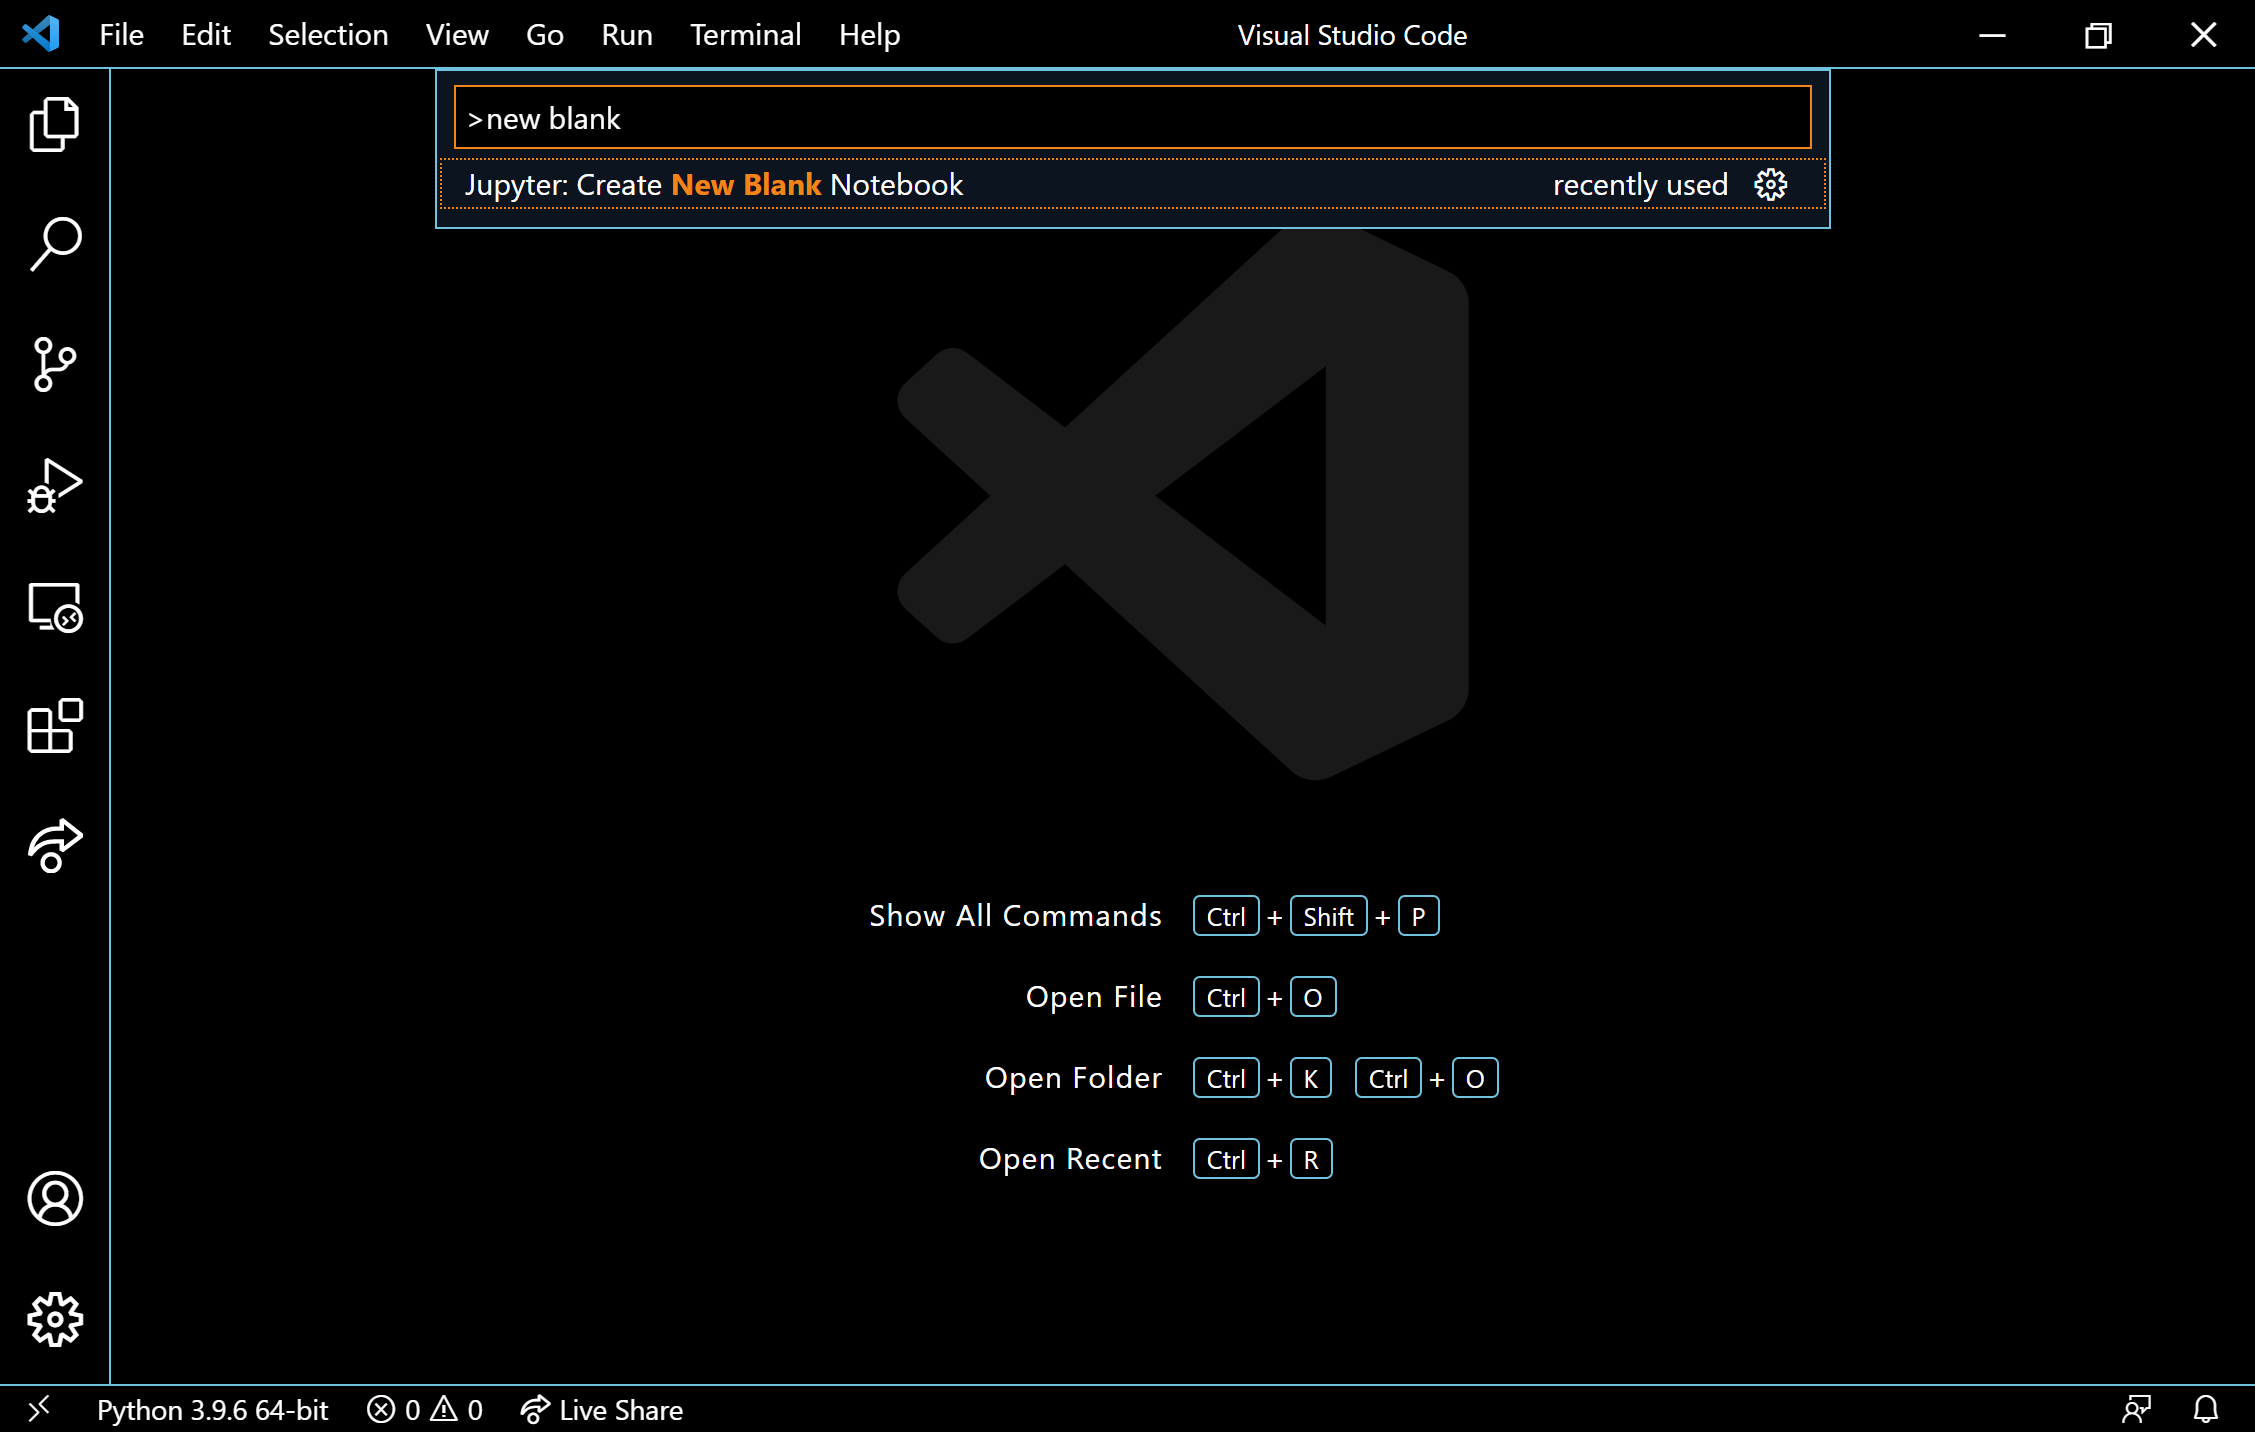 File Edit Selection View Go Run Terminal Help Visual Studio Code
>new blank
Jupyter: Create New Blank Notebook recently used
Show All Commands Ctrl + Shift + P
Open File Ctrl + O
Open Folder Ctrl + K Ctrl + O
Open Recent Ctrl + R
Python 3.9.6 64-bit 0 0 Live Share